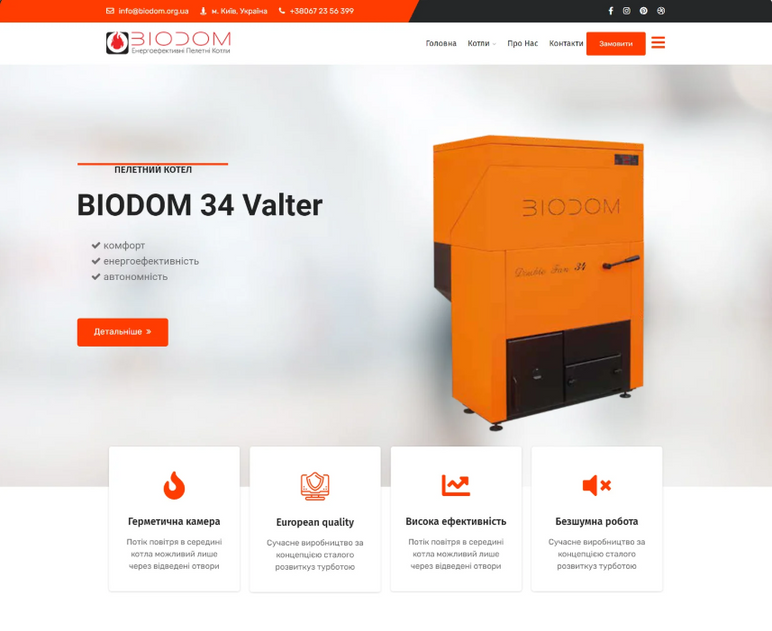 info@biodom.org.ua м. Київ, Україна +38067 23 56 399
BIODOM
Енергоефективні Пелетні Котли
Головна Котли Про Нас Контакти Замовити
ПЕЛЕТНИЙ КОТЕЛ
BIODOM 34 Valter
комфорт
енергоефективність
автономність
Детальніше »
BIODOM
Double Fun 34
Герметична камера
Потік повітря в середині
котла можливий лише
через відведені отвори
European quality
Сучасне виробництво за
концепцією сталого
розвиткуз турботою
Висока ефективність
Потік повітря в середині
котла можливий лише
через відведені отвори
Безшумна робота
Сучасне виробництво за
концепцією сталого
розвиткуз турботою